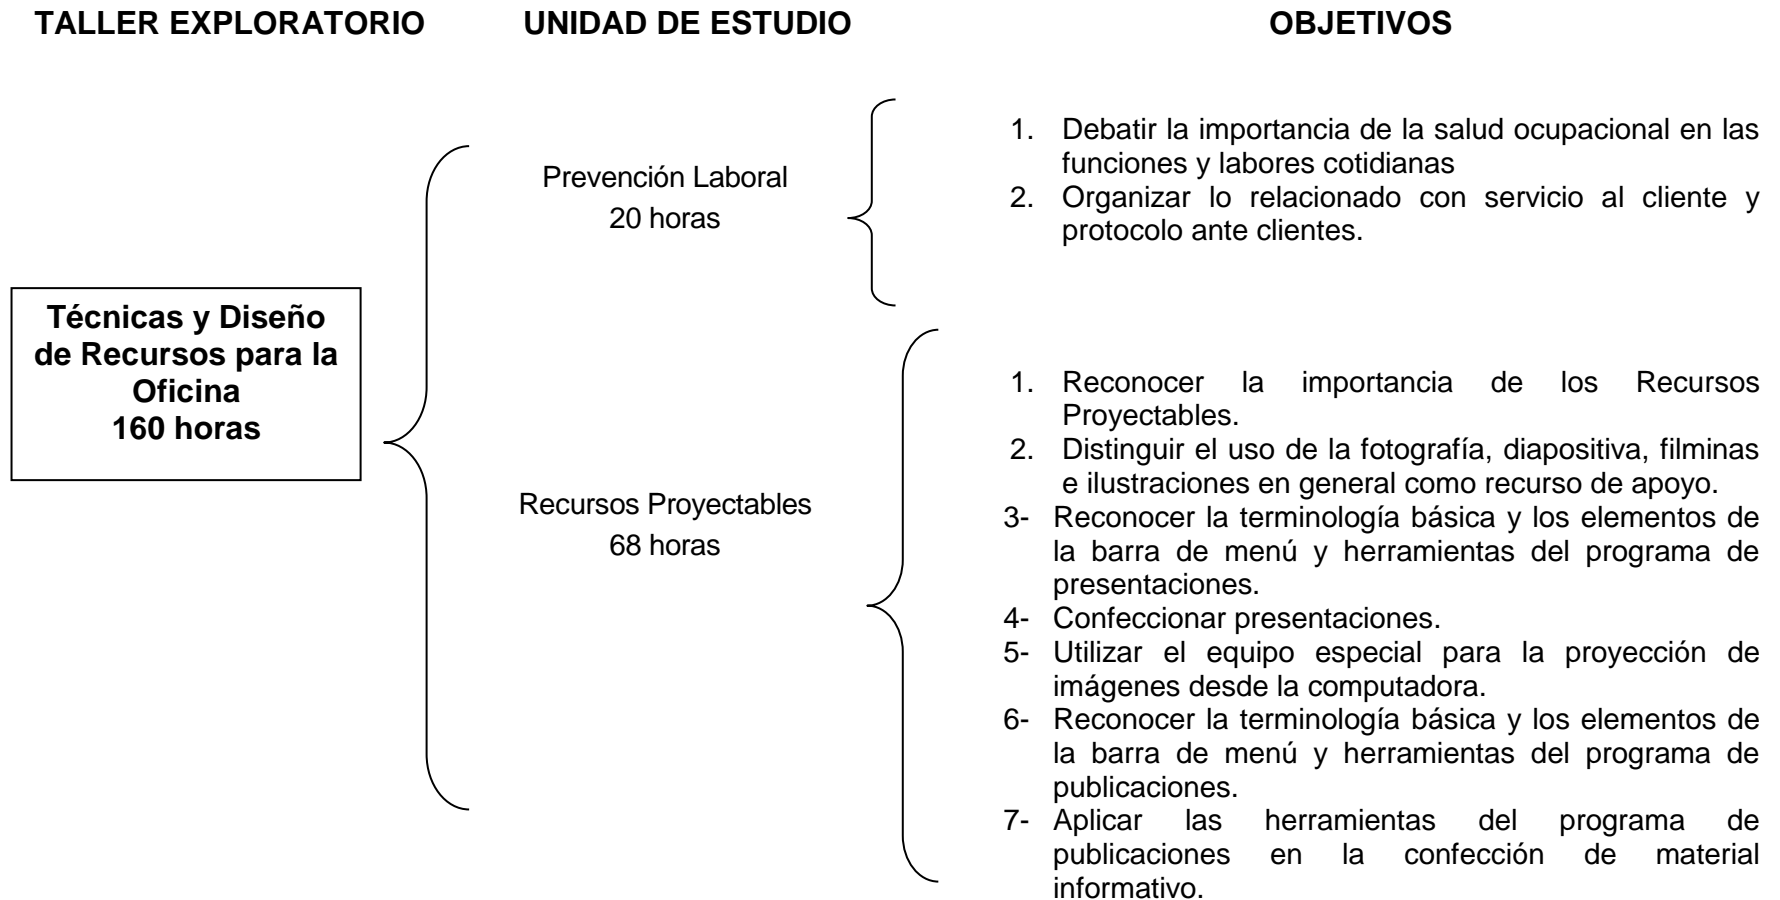 TALLER EXPLORATORIO UNIDAD DE ESTUDIO OBJETIVOS
Técnicas y Diseño
de Recursos para la
Oficina
160 horas
Prevención Laboral
20 horas
1. Debatir la importancia de la salud ocupacional en las
funciones y labores cotidianas
2. Organizar lo relacionado con servicio al cliente y
protocolo ante clientes.
Recursos Proyectables
68 horas
1. Reconocer la importancia de los Recursos
Proyectables.
2. Distinguir el uso de la fotografía, diapositiva, filminas
e ilustraciones en general como recurso de apoyo.
3- Reconocer la terminología básica y los elementos de
la barra de menú y herramientas del programa de
presentaciones.
4- Confeccionar presentaciones.
5- Utilizar el equipo especial para la proyección de
imágenes desde la computadora.
6- Reconocer la terminología básica y los elementos de
la barra de menú y herramientas del programa de
publicaciones.
7- Aplicar las herramientas del programa de
publicaciones en la confección de material
informativo.